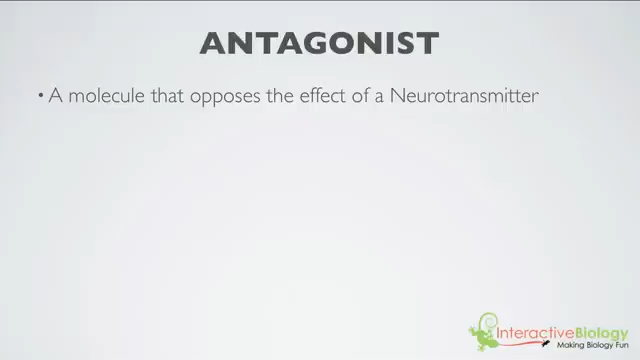 ANTAGONIST
• A molecule that opposes the effect of a Neurotransmitter
InteractiveBiology
Making Biology Fun